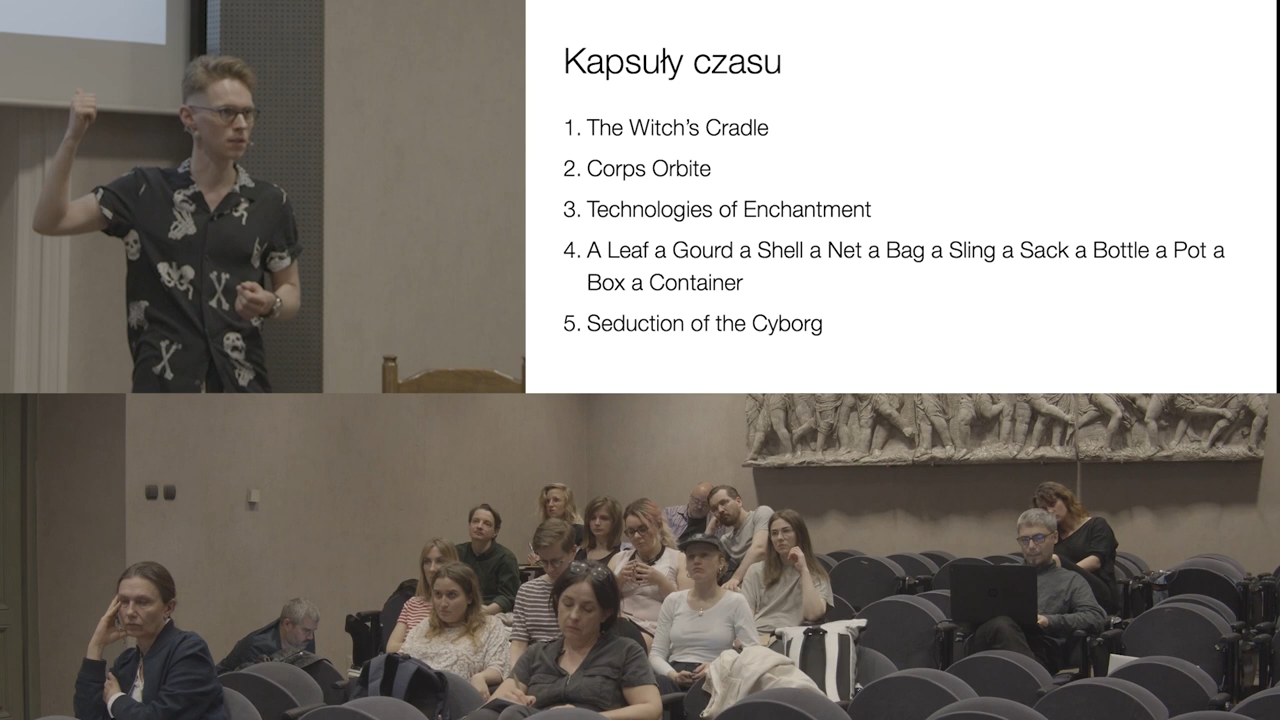 Kapsuły czasu
1. The Witch's Cradle
2. Corps Orbite
3. Technologies of Enchantment
4. A Leaf a Gourd a Shell a Net a Bag a Sling a Sack a Bottle a Pot a
Box a Container
5. Seduction of the Cyborg